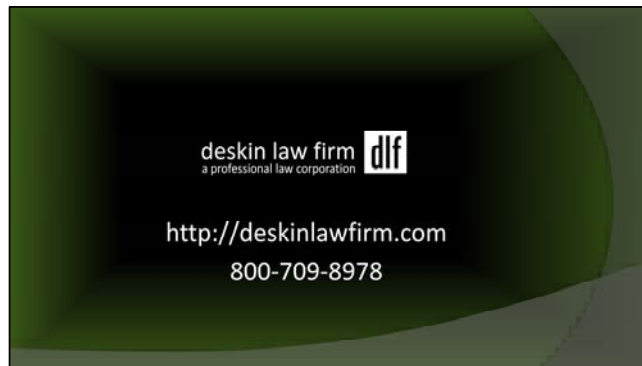 deskin law firm dlf
a professional law corporation
http://deskinlawfirm.com
800-709-8978